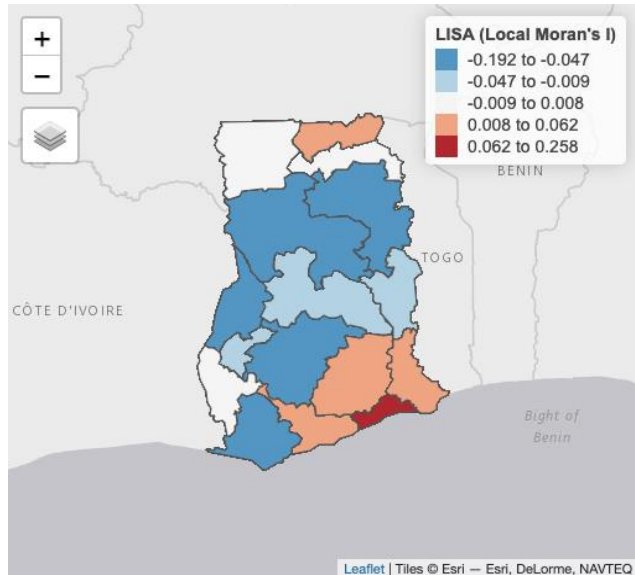 +
−
LISA (Local Moran's I)
-0.192 to -0.047
-0.047 to -0.009
-0.009 to 0.008
0.008 to 0.062
0.062 to 0.258
BENIN
TOGO
CÔTE D'IVOIRE
Bight of
Benin
Leaflet | Tiles © Esri — Esri, DeLorme, NAVTEQ